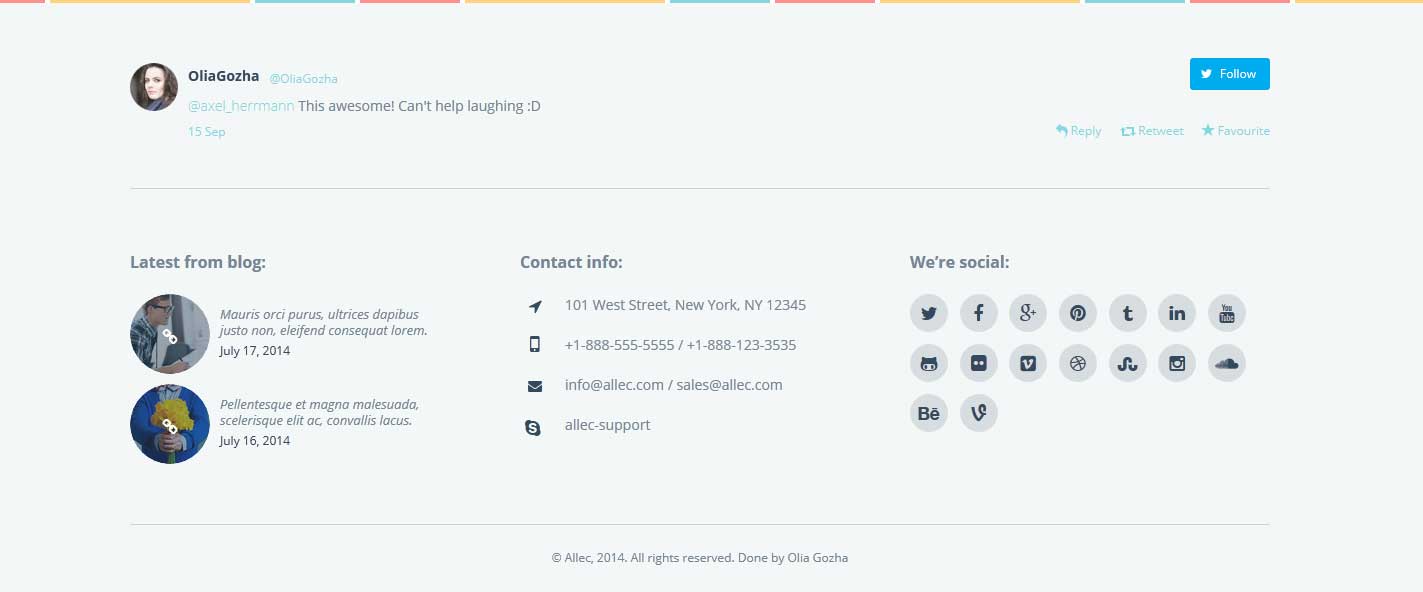 OliaGozha @OliaGozha
Follow
@axel_herrmann This awesome! Can't help laughing :D
15 Sep
Reply Retweet Favourite
Latest from blog:
Mauris orci purus, ultrices dapibus
justo non, eleifend consequat lorem.
July 17, 2014
Pellentesque et magna malesuada,
scelerisque elit ac, convallis lacus.
July 16, 2014
Contact info:
101 West Street, New York, NY 12345
+1-888-555-5555 / +1-888-123-3535
info@allec.com / sales@allec.com
allec-support
We’re social:
You
Tube
Bē
© Allec, 2014. All rights reserved. Done by Olia Gozha